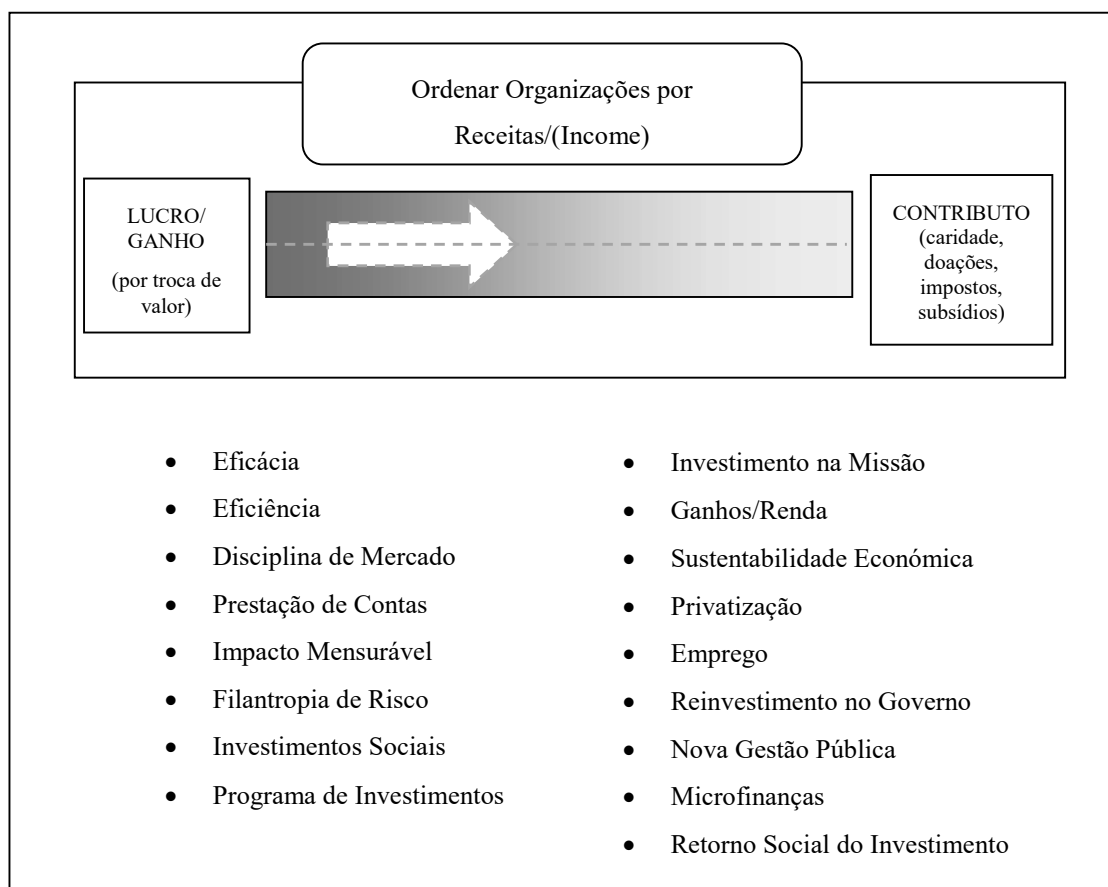 Ordenar Organizações por
Receitas/(Income)
LUCRO/
GANHO
(por troca de
valor)
CONTRIBUTO
(caridade,
doações,
impostos,
subsídios)
• Eficácia
• Eficiência
• Disciplina de Mercado
• Prestação de Contas
• Impacto Mensurável
• Filantropia de Risco
• Investimentos Sociais
• Programa de Investimentos
• Investimento na Missão
• Ganhos/Renda
• Sustentabilidade Económica
• Privatização
• Emprego
• Reinvestimento no Governo
• Nova Gestão Pública
• Microfinanças
• Retorno Social do Investimento